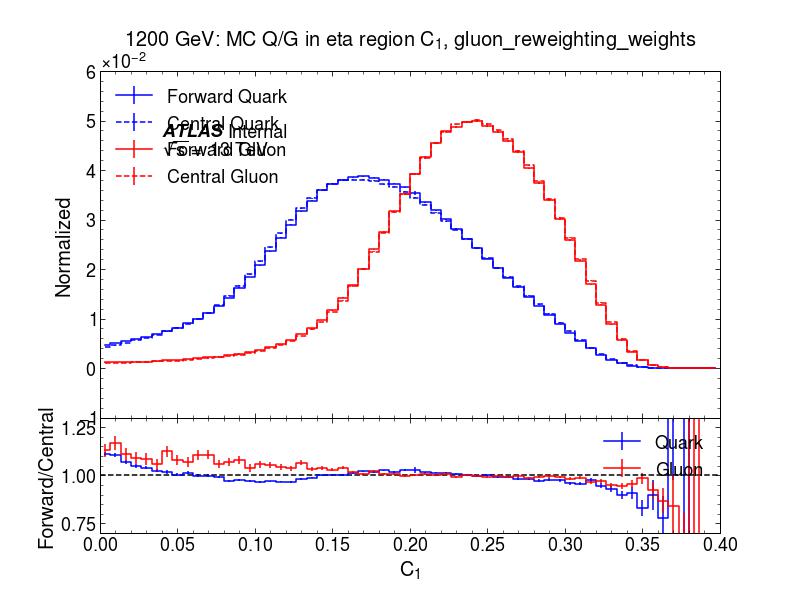 1200 GeV: MC Q/G in eta region C₁, gluon_reweighting_weights
×10⁻²
Forward Quark
Central Quark
ATLAS Internal
√s = 13 TeV
Forward Gluon
Central Gluon
Normalized
6
5
4
3
2
1
0
−1
Forward/Central
1.25
1.00
0.75
Quark
Gluon
0.00 0.05 0.10 0.15 0.20 0.25 0.30 0.35 0.40
C₁